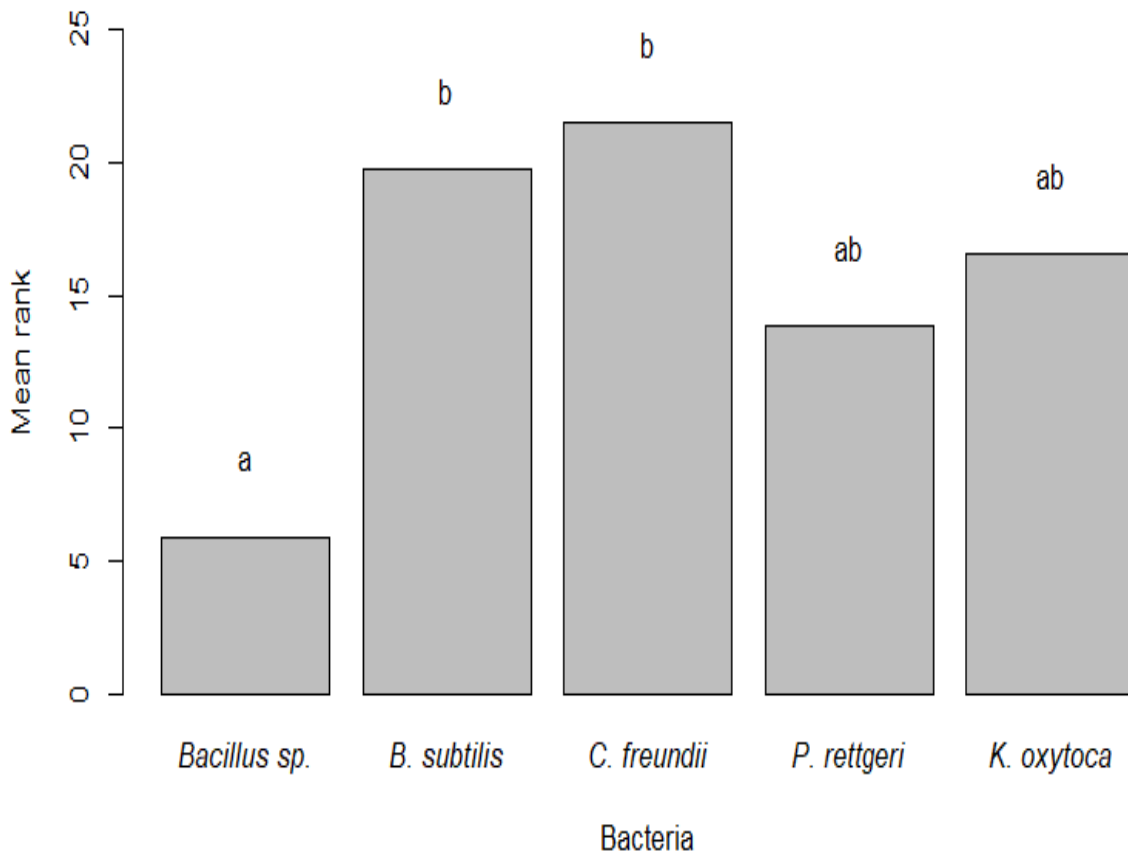 Mean rank
25
20
15
10
5
0
a
b
b
ab
ab
Bacillus sp.
B. subtilis
C. freundii
P. rettgeri
K. oxytoca
Bacteria